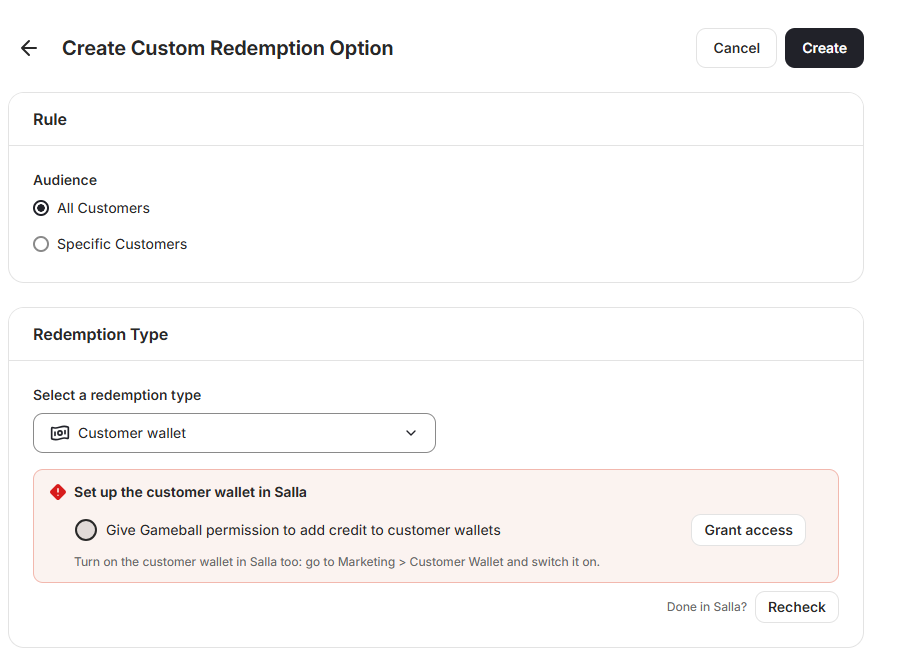 Create Custom Redemption Option
Cancel
Create
Rule
Audience
All Customers
Specific Customers
Redemption Type
Select a redemption type
Customer wallet
Set up the customer wallet in Salla
Give Gameball permission to add credit to customer wallets
Grant access
Turn on the customer wallet in Salla too: go to Marketing > Customer Wallet and switch it on.
Done in Salla?
Recheck